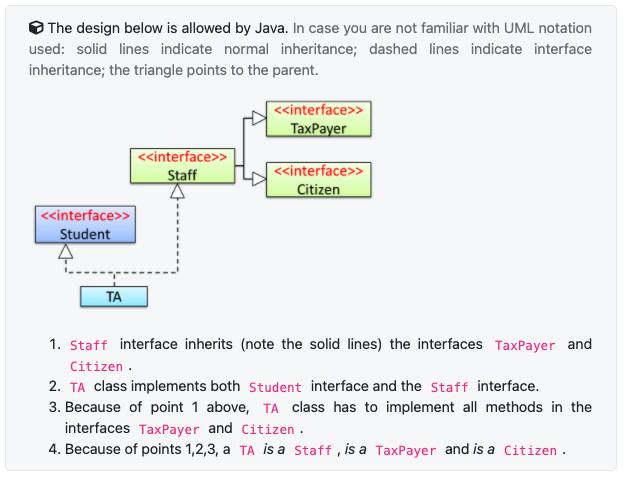 The design below is allowed by Java. In case you are not familiar with UML notation
used: solid lines indicate normal inheritance; dashed lines indicate interface
inheritance; the triangle points to the parent.
<<interface>>
TaxPayer
<<interface>>
Staff
<<interface>>
Citizen
<<interface>>
Student
TA
1. Staff interface inherits (note the solid lines) the interfaces TaxPayer and
Citizen .
2. TA class implements both Student interface and the Staff interface.
3. Because of point 1 above, TA class has to implement all methods in the
interfaces TaxPayer and Citizen .
4. Because of points 1,2,3, a TA is a Staff , is a TaxPayer and is a Citizen .